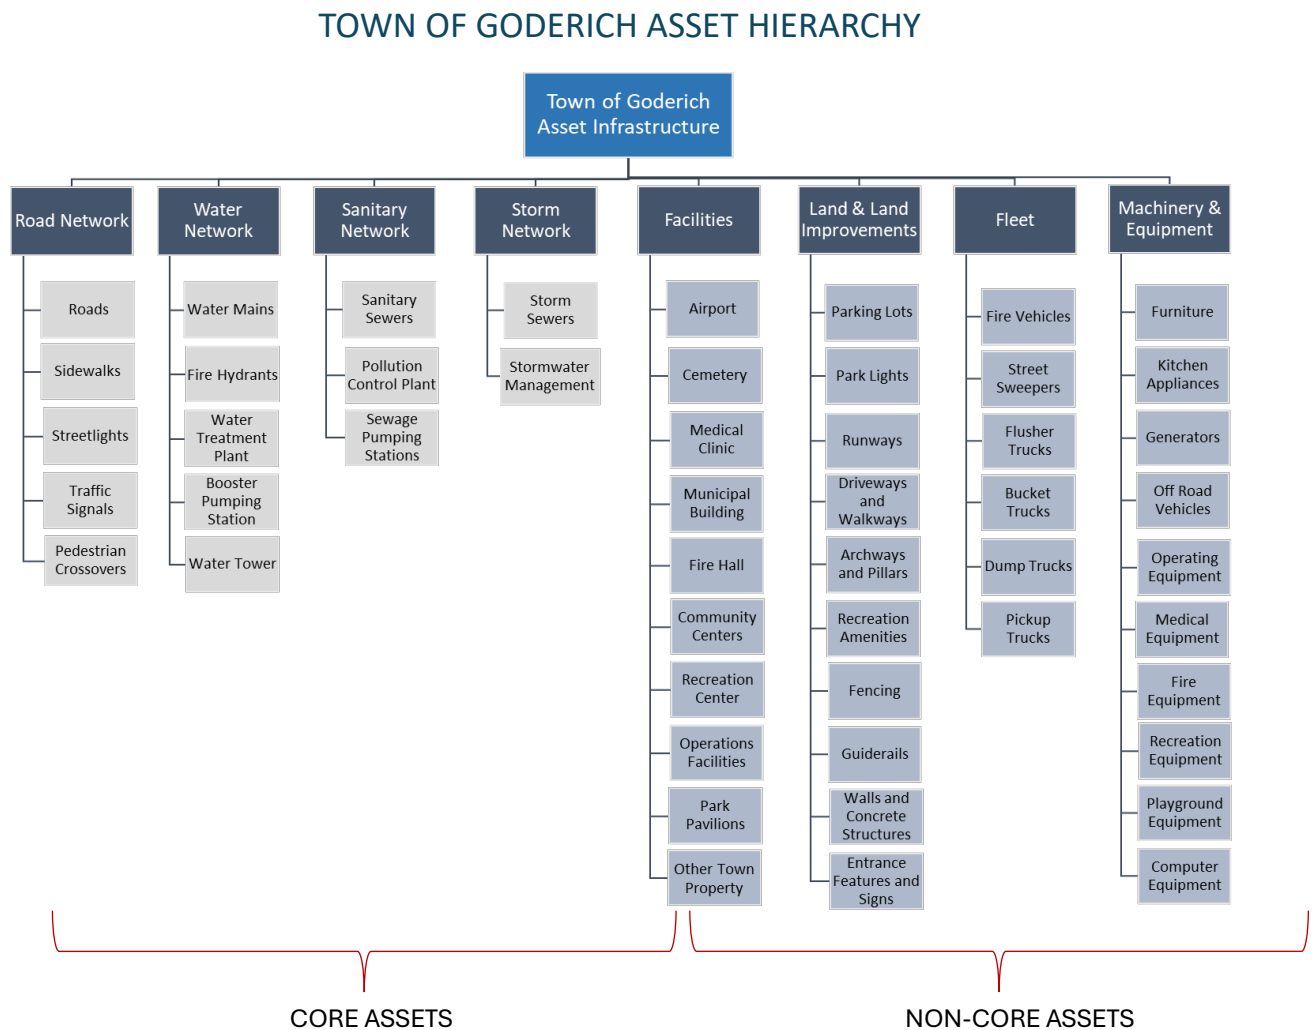 TOWN OF GODERICH ASSET HIERARCHY
Town of Goderich
Asset Infrastructure
Road Network
Water
Network
Sanitary
Network
Storm
Network
Facilities
Land & Land
Improvements
Fleet
Machinery &
Equipment
Roads
Sidewalks
Streetlights
Traffic
Signals
Pedestrian
Crossovers
Water Mains
Fire Hydrants
Water
Treatment
Plant
Booster
Pumping
Station
Water Tower
Sanitary
Sewers
Pollution
Control Plant
Sewage
Pumping
Stations
Storm
Sewers
Stormwater
Management
Airport
Cemetery
Medical
Clinic
Municipal
Building
Fire Hall
Community
Centers
Recreation
Center
Operations
Facilities
Park
Pavilions
Other Town
Property
Parking Lots
Park Lights
Runways
Driveways
and
Walkways
Archways
and Pillars
Recreation
Amenities
Fencing
Guiderails
Walls and
Concrete
Structures
Entrance
Features and
Signs
Fire Vehicles
Street
Sweepers
Flusher
Trucks
Bucket
Trucks
Dump Trucks
Pickup
Trucks
Furniture
Kitchen
Appliances
Generators
Off Road
Vehicles
Operating
Equipment
Medical
Equipment
Fire
Equipment
Recreation
Equipment
Playground
Equipment
Computer
Equipment
CORE ASSETS
NON-CORE ASSETS